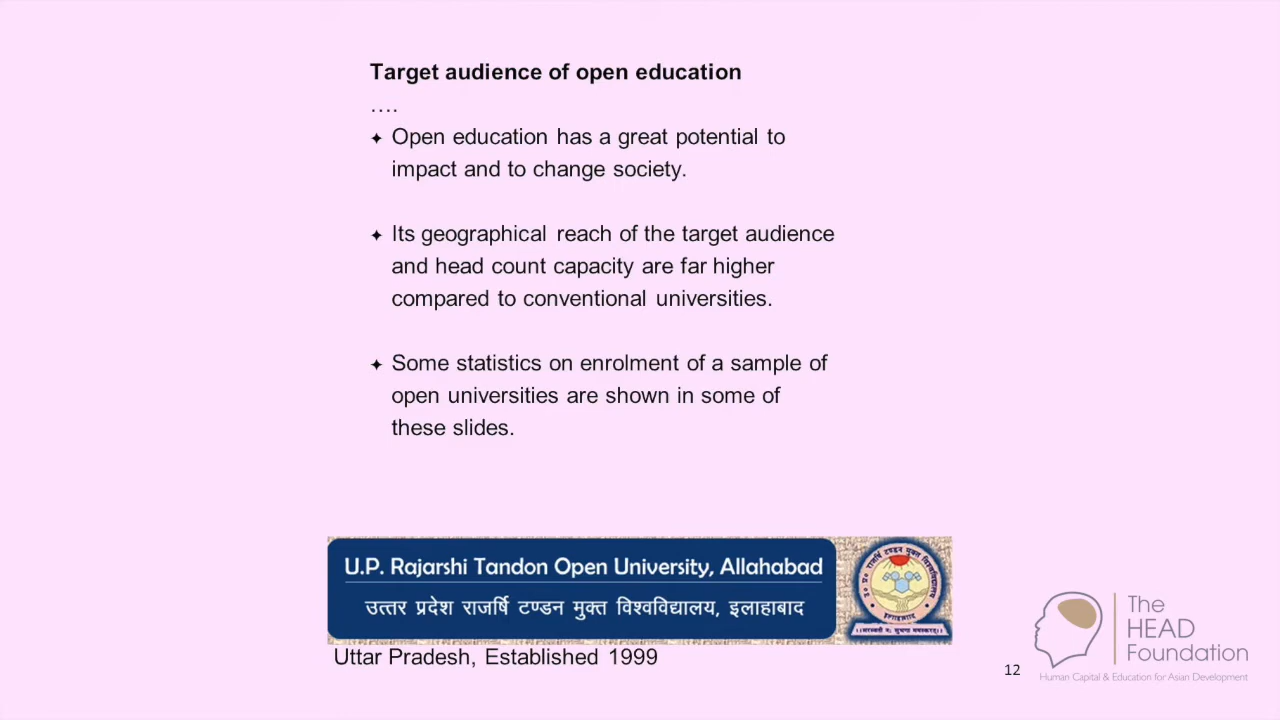 Target audience of open education
....
✦ Open education has a great potential to
impact and to change society.
✦ Its geographical reach of the target audience
and head count capacity are far higher
compared to conventional universities.
✦ Some statistics on enrolment of a sample of
open universities are shown in some of
these slides.
U.P. Rajarshi Tandon Open University, Allahabad
उत्तर प्रदेश राजर्षि टण्डन मुक्त विश्वविद्यालय, इलाहाबाद
Uttar Pradesh, Established 1999
12
The
HEAD
Foundation
Human Capital & Education for Asian Development